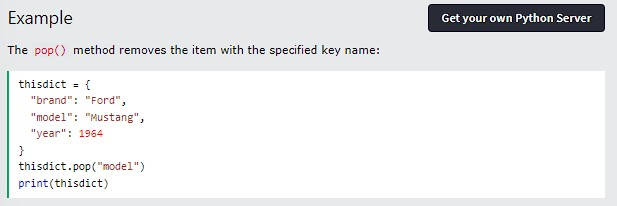 Example
Get your own Python Server
The pop() method removes the item with the specified key name:
thisdict = {
  "brand": "Ford",
  "model": "Mustang",
  "year": 1964
}
thisdict.pop("model")
print(thisdict)